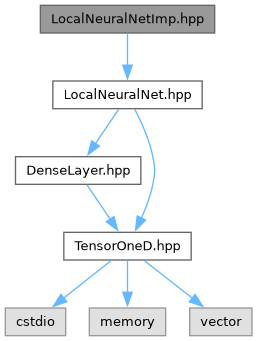 LocalNeuralNetImp.hpp
LocalNeuralNet.hpp
DenseLayer.hpp
TensorOneD.hpp
cstdio
memory
vector